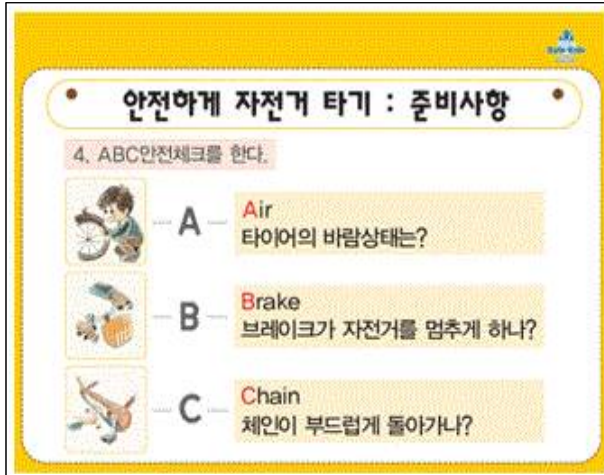 안전하게 자전거 타기 : 준비사항
4. ABC안전체크를 한다.
A
Air
타이어의 바람상태는?
B
Brake
브레이크가 자전거를 멈추게 하나?
C
Chain
체인이 부드럽게 돌아가나?